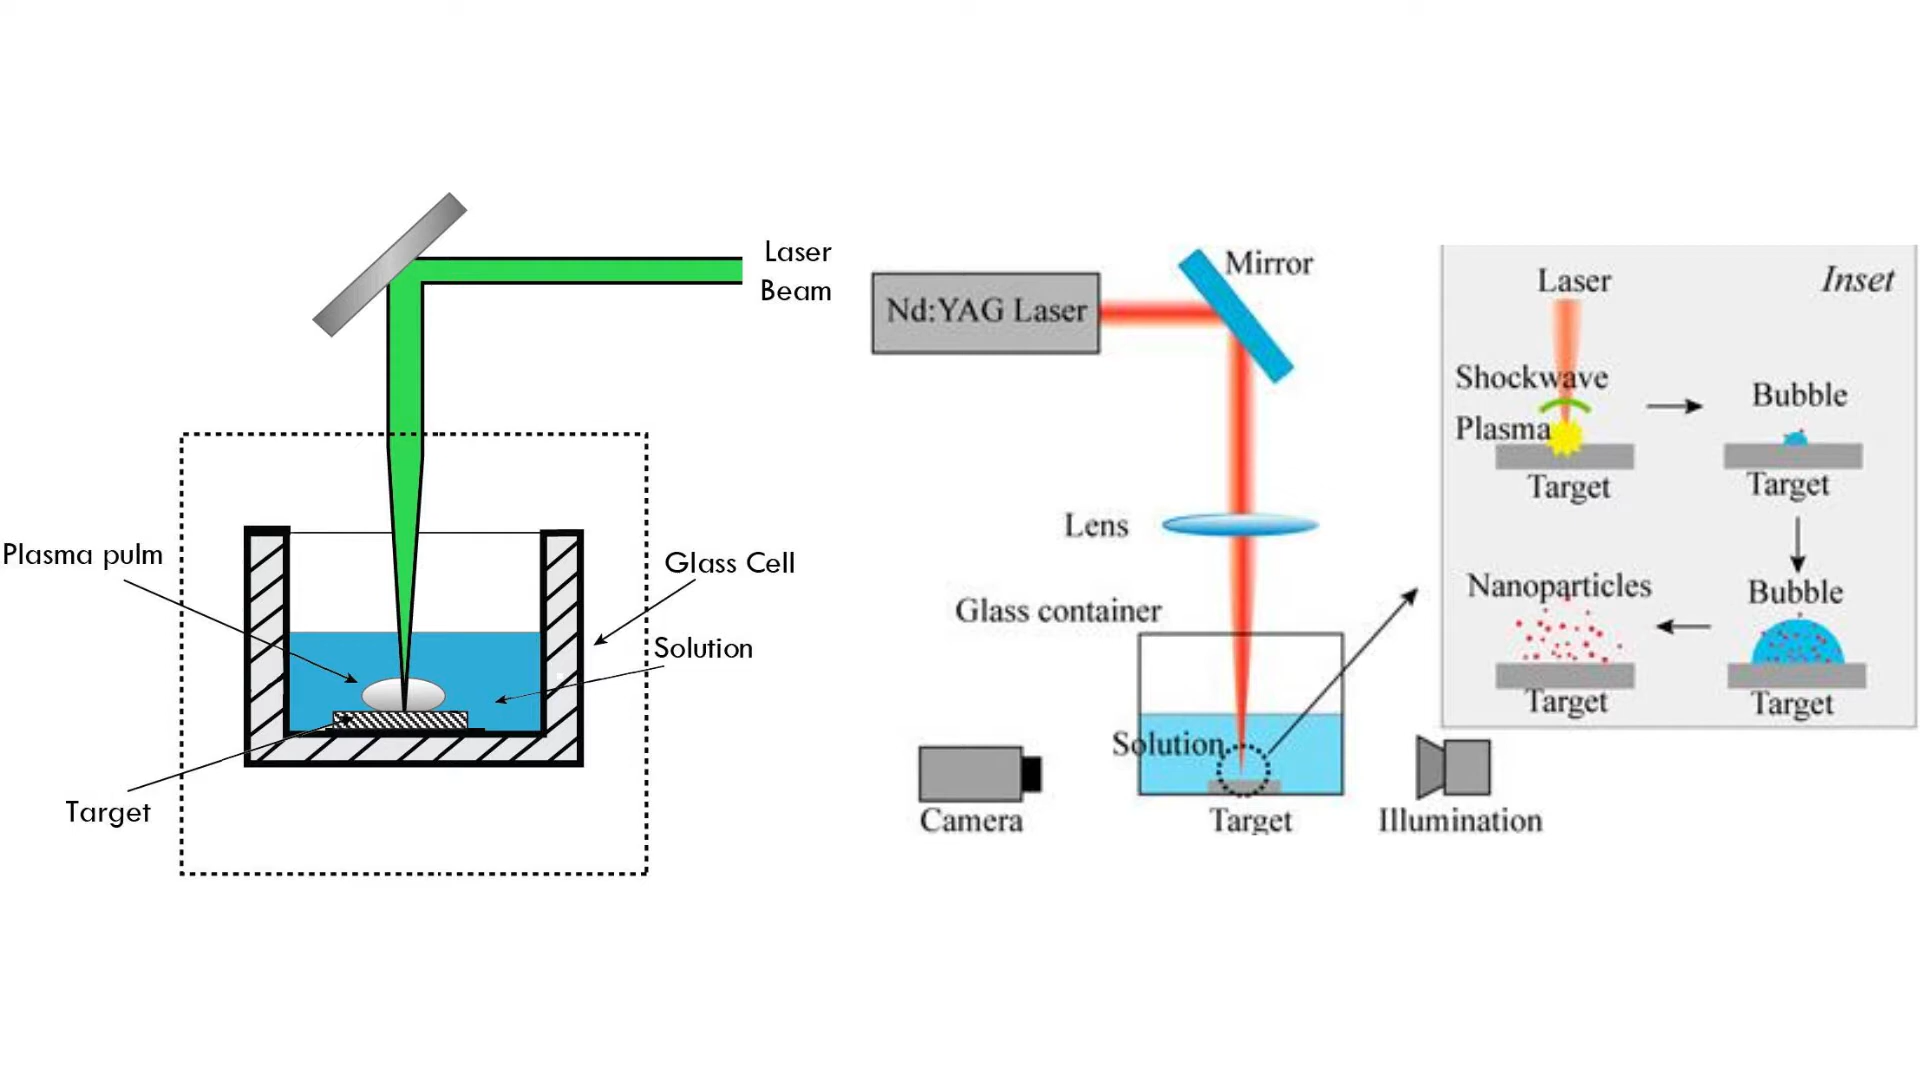 Laser
Beam
Plasma pulm
Glass Cell
Solution
Target
Nd:YAG Laser
Mirror
Lens
Glass container
Solution
Camera
Target
Illumination
Inset
Laser
Shockwave
Plasma
Target
Bubble
Target
Bubble
Target
Nanoparticles
Target